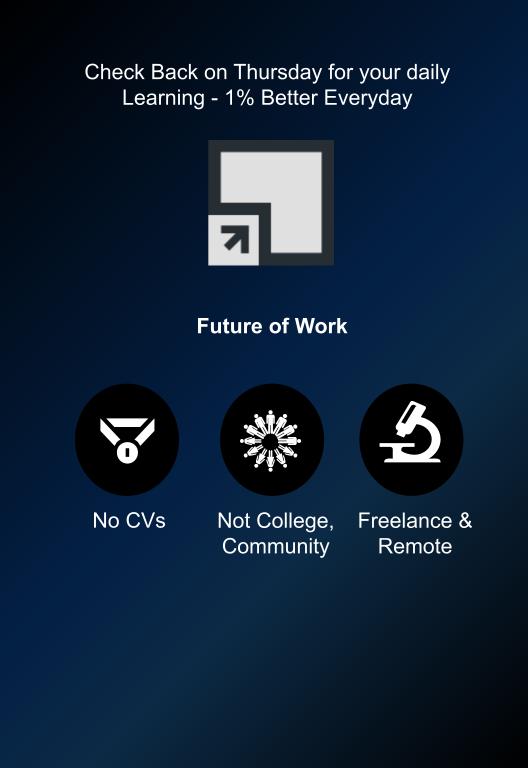 Check Back on Thursday for your daily
Learning - 1% Better Everyday
Future of Work
No CVs
Not College,
Community
Freelance &
Remote